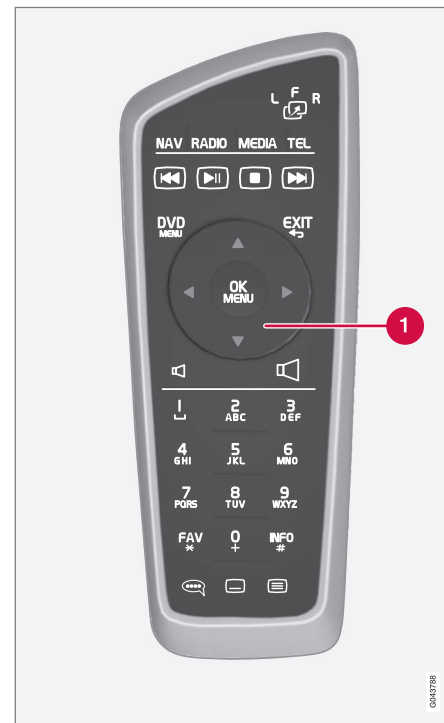 L F R
NAV RADIO MEDIA TEL
DVD MENU
EXIT
OK MENU
1
1 2 ABC 3 DEF
4 GHI 5 JKL 6 MNO
7 PQRS 8 TUV 9 WXYZ
FAV * 0 + INFO #
G043788